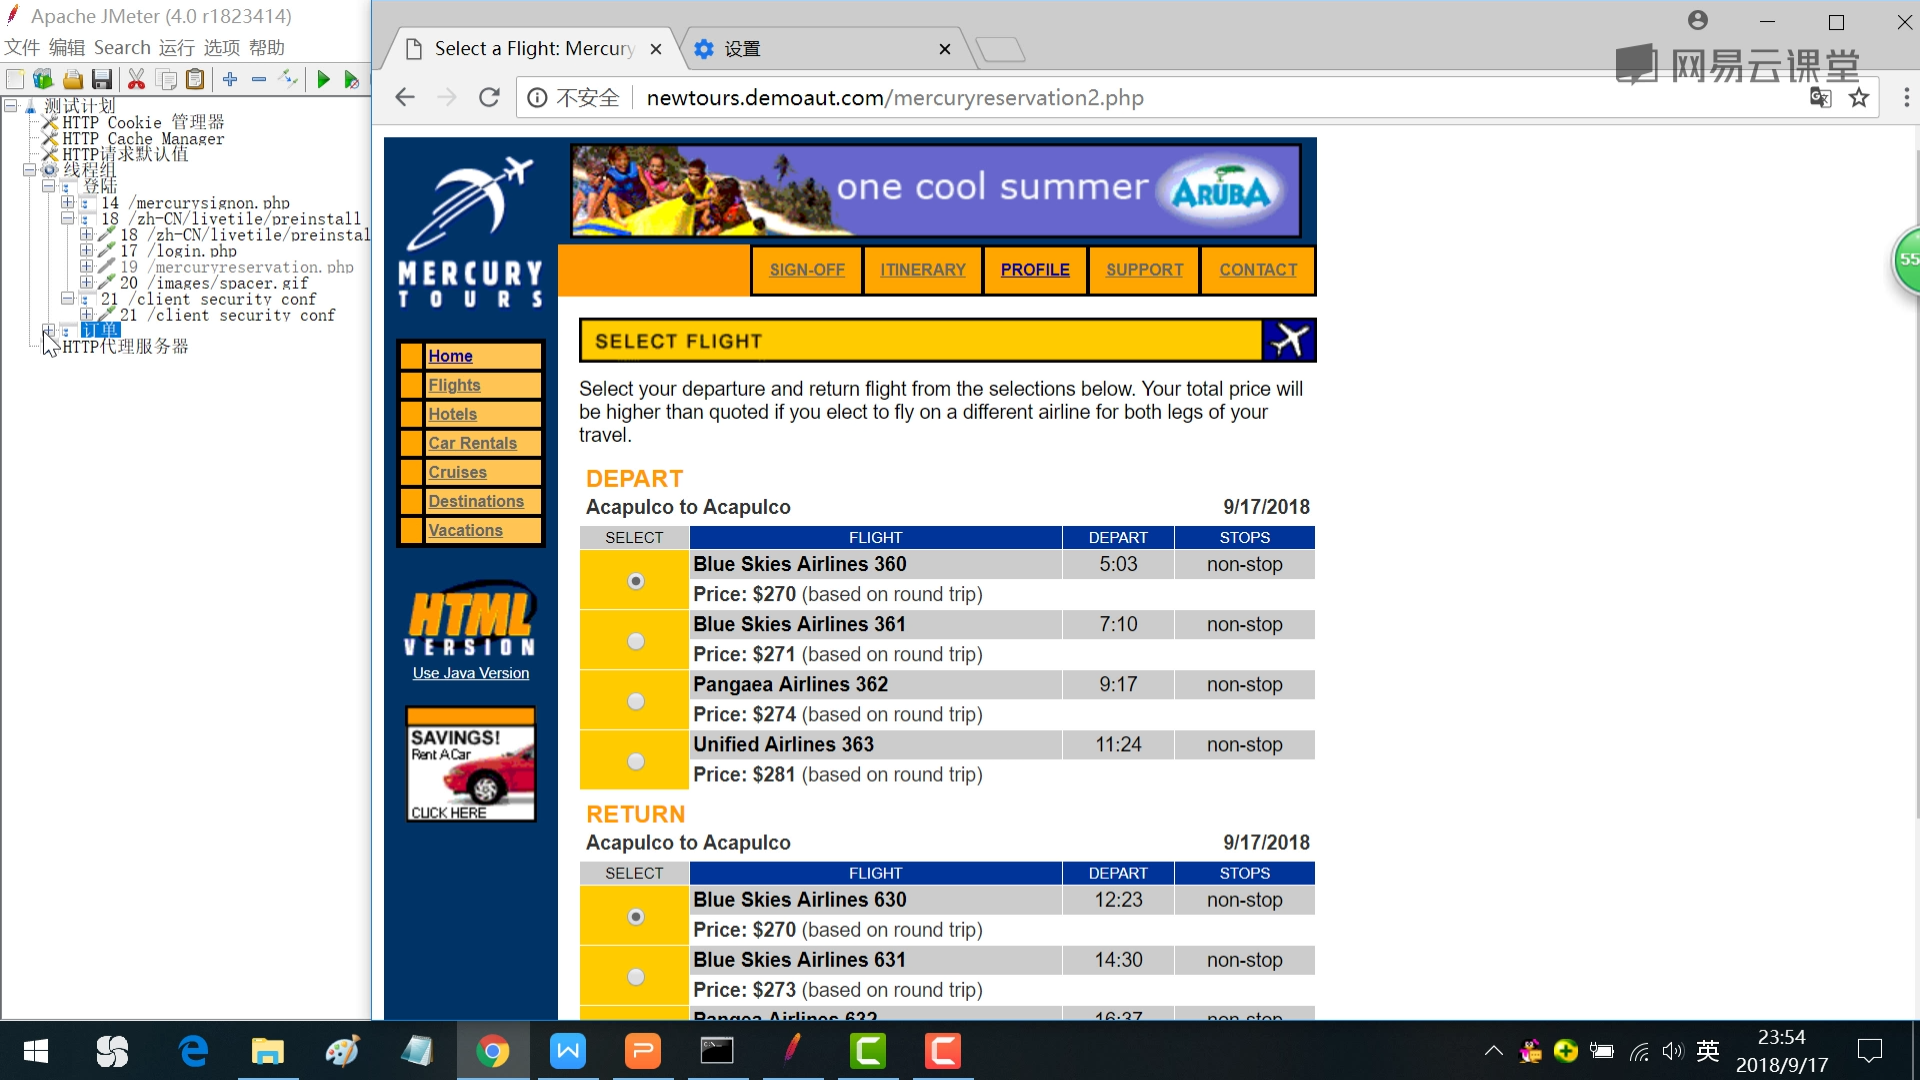 Apache JMeter (4.0 r1823414)
文件 编辑 Search 运行 选项 帮助
测试计划
HTTP Cookie 管理器
HTTP Cache Manager
HTTP请求默认值
线程组
登陆
14 /mercurysignon.php
18 /zh-CN/livetile/preinstall
18 /zh-CN/livetile/preinstal
17 /login.php
19 /mercuryreservation.php
20 /images/spacer.gif
21 /client security conf
21 /client security conf
订单
HTTP代理服务器
Select a Flight: Mercury
设置
网易云课堂
不安全
newtours.demoaut.com/mercuryreservation2.php
55
MERCURY
TOURS
one cool summer
ARUBA
SIGN-OFF
ITINERARY
PROFILE
SUPPORT
CONTACT
Home
Flights
Hotels
Car Rentals
Cruises
Destinations
Vacations
HTML
VERSION
Use Java Version
SAVINGS!
Rent A Car
CLICK HERE
SELECT FLIGHT
Select your departure and return flight from the selections below. Your total price will
be higher than quoted if you elect to fly on a different airline for both legs of your
travel.
DEPART
Acapulco to Acapulco 9/17/2018
SELECT FLIGHT DEPART STOPS
Blue Skies Airlines 360 5:03 non-stop
Price: $270 (based on round trip)
Blue Skies Airlines 361 7:10 non-stop
Price: $271 (based on round trip)
Pangaea Airlines 362 9:17 non-stop
Price: $274 (based on round trip)
Unified Airlines 363 11:24 non-stop
Price: $281 (based on round trip)
RETURN
Acapulco to Acapulco 9/17/2018
SELECT FLIGHT DEPART STOPS
Blue Skies Airlines 630 12:23 non-stop
Price: $270 (based on round trip)
Blue Skies Airlines 631 14:30 non-stop
Price: $273 (based on round trip)
Pangea Airlines 632 16:37 non-stop
英
23:54
2018/9/17